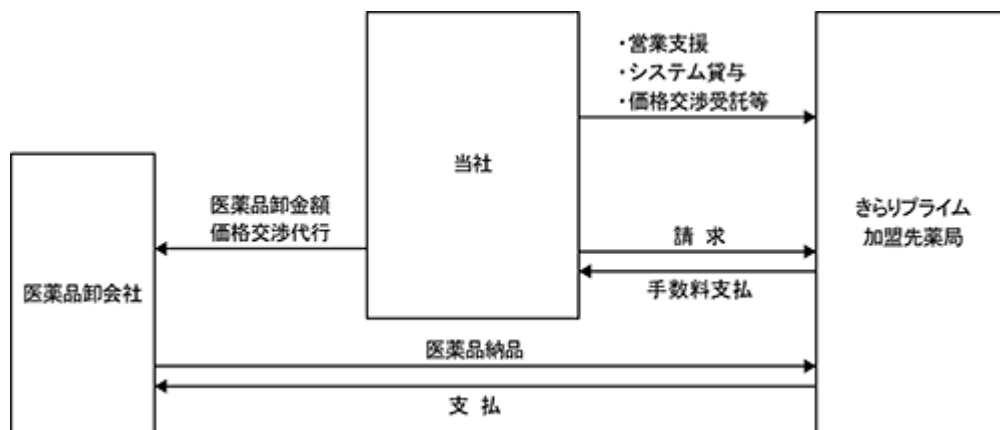 ・営業支援
・システム貸与
・価格交渉受託等
当社
医薬品卸金額
価格交渉代行
きらりプライム
加盟先薬局
請 求
手数料支払
医薬品卸会社
医薬品納品
支 払